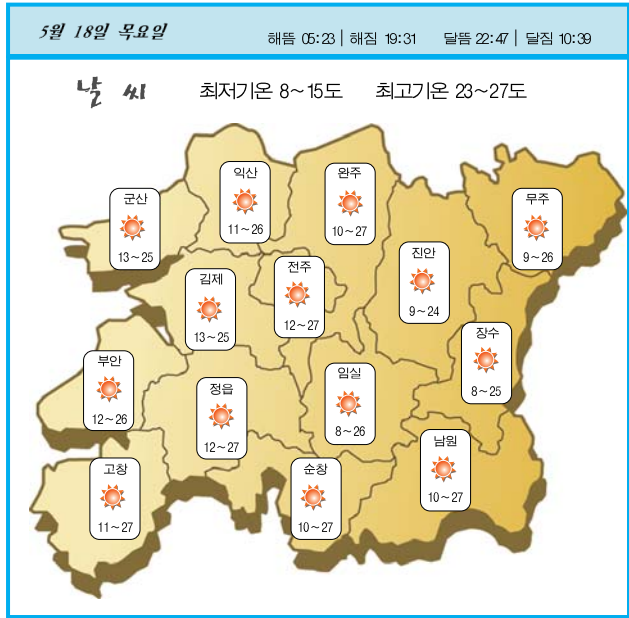 5월 18일 목요일
해뜸 05:23 | 해짐 19:31 달뜸 22:47 | 달짐 10:39
날 씨 최저기온 8~15도 최고기온 23~27도
군산
13~25
익산
11~26
완주
10~27
무주
9~26
김제
13~25
전주
12~27
진안
9~24
장수
8~25
부안
12~26
정읍
12~27
임실
8~26
남원
10~27
고창
11~27
순창
10~27